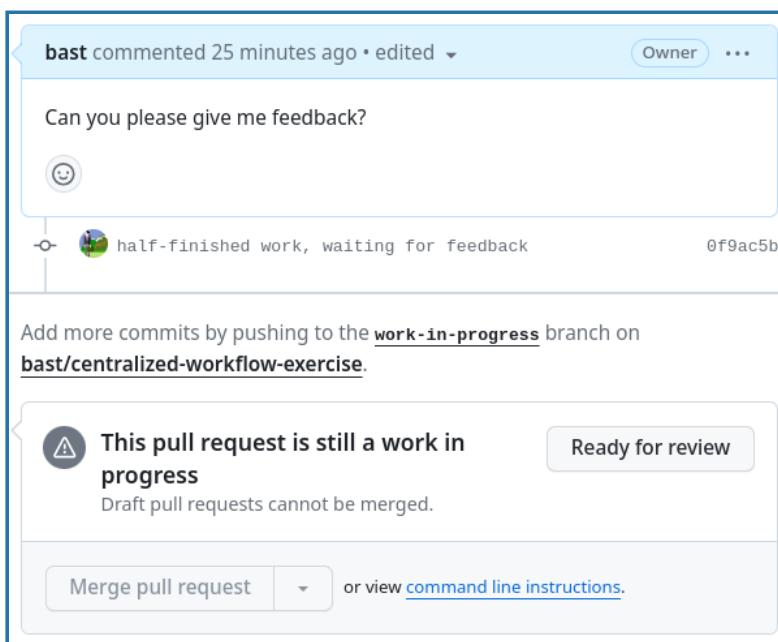 bast commented 25 minutes ago • edited
Owner
Can you please give me feedback?
half-finished work, waiting for feedback 0f9ac5b
Add more commits by pushing to the work-in-progress branch on
bast/centralized-workflow-exercise.
This pull request is still a work in
progress
Ready for review
Draft pull requests cannot be merged.
Merge pull request
or view command line instructions.